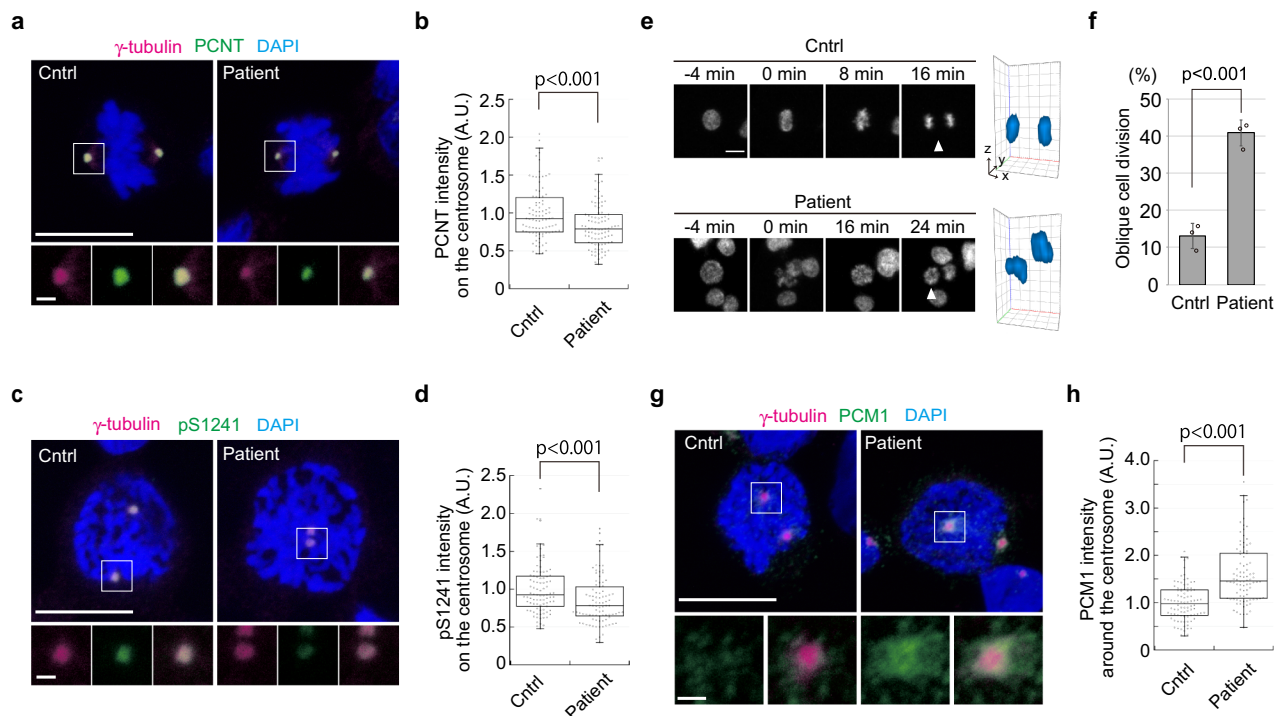 a
γ-tubulin PCNT DAPI
Cntrl
Patient
b
p<0.001
PCNT intensity
on the centrosome (A.U.)
2.5
2.0
1.5
1.0
0.5
0
Cntrl
Patient
e
Cntrl
-4 min 0 min 8 min 16 min
z
y
x
Patient
-4 min 0 min 16 min 24 min
f
(%)
p<0.001
Oblique cell division
50
40
30
20
10
0
Cntrl Patient
c
γ-tubulin pS1241 DAPI
Cntrl
Patient
d
p<0.001
pS1241 intensity
on the centrosome (A.U.)
2.5
2.0
1.5
1.0
0.5
0
Cntrl
Patient
g
γ-tubulin PCM1 DAPI
Cntrl
Patient
h
p<0.001
PCM1 intensity
around the centrosome (A.U.)
4.0
3.0
2.0
1.0
0
Cntrl
Patient